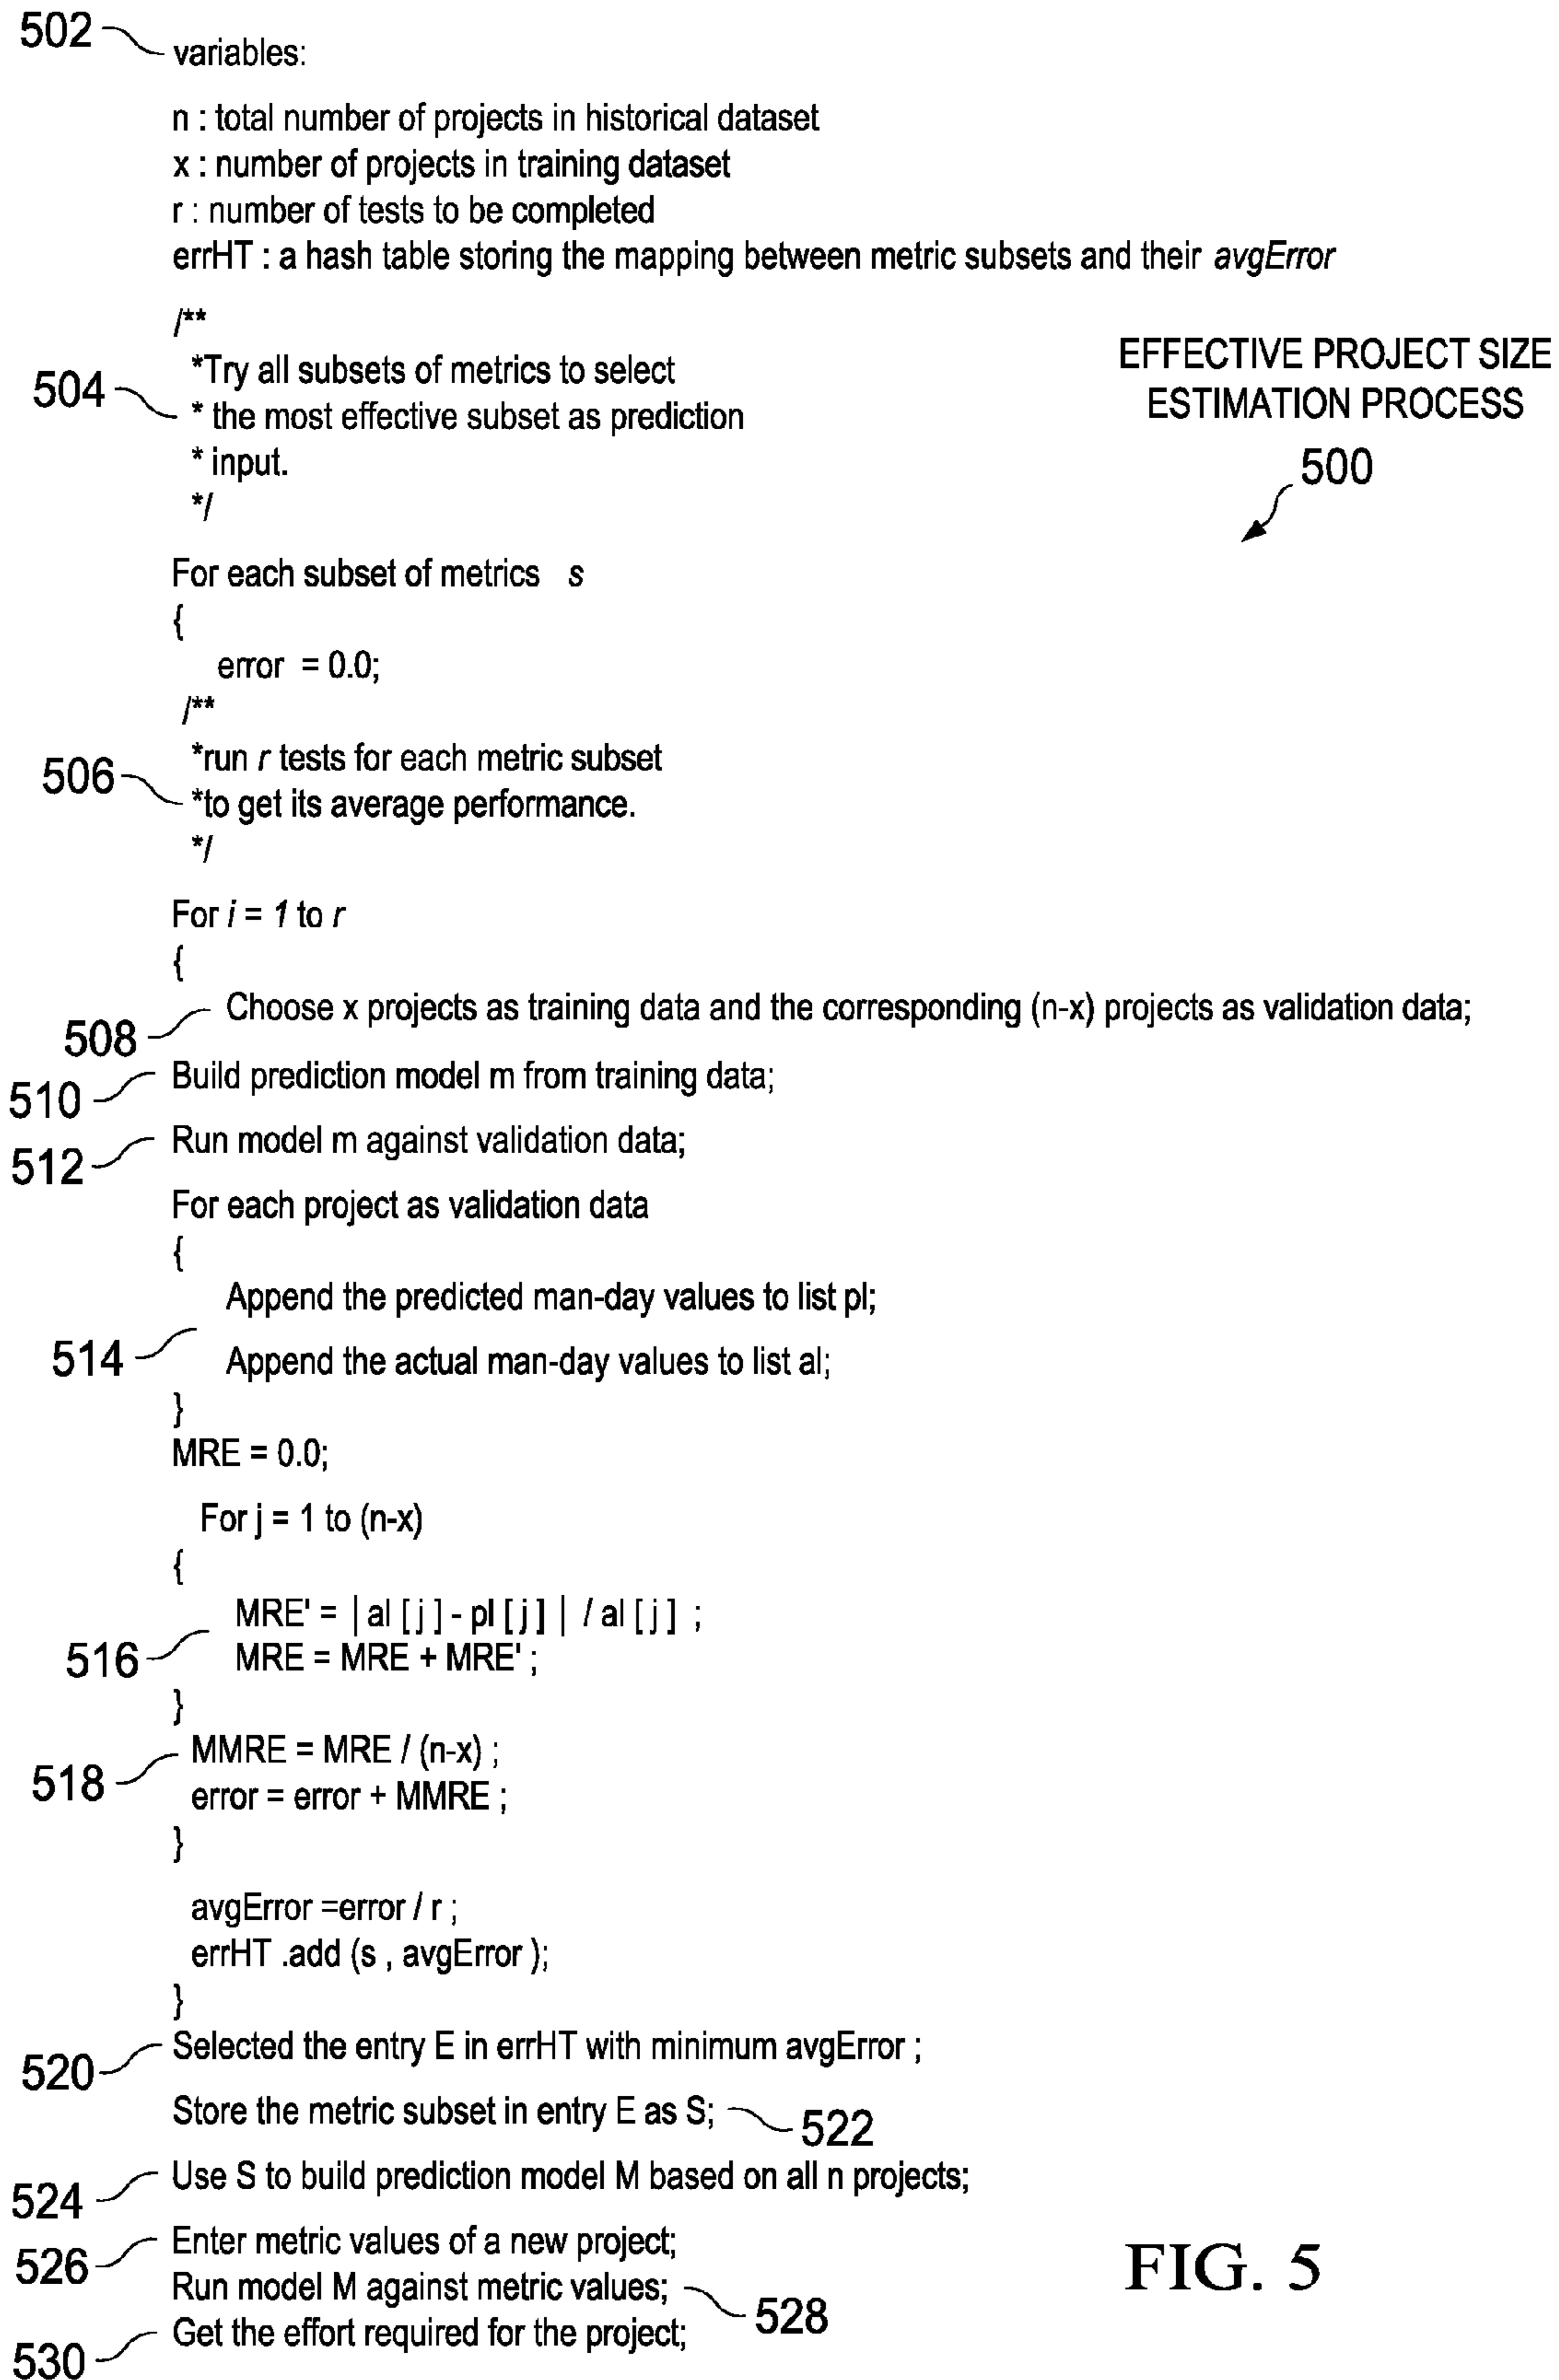 502
variables:
n : total number of projects in historical dataset
x : number of projects in training dataset
r : number of tests to be completed
errHT : a hash table storing the mapping between metric subsets and their avgError
/**
*Try all subsets of metrics to select
504
* the most effective subset as prediction
* input.
*/
EFFECTIVE PROJECT SIZE
ESTIMATION PROCESS
500
For each subset of metrics s
{
error = 0.0;
/**
*run r tests for each metric subset
506
*to get its average performance.
*/
For i = 1 to r
{
508
Choose x projects as training data and the corresponding (n-x) projects as validation data;
510
Build prediction model m from training data;
512
Run model m against validation data;
For each project as validation data
{
Append the predicted man-day values to list pl;
514
Append the actual man-day values to list al;
}
MRE = 0.0;
For j = 1 to (n-x)
{
MRE' = | al [ j ] - pl [ j ] | / al [ j ] ;
516
MRE = MRE + MRE' ;
}
518
MMRE = MRE / (n-x) ;
error = error + MMRE ;
}
avgError =error / r ;
errHT .add (s , avgError );
}
520
Selected the entry E in errHT with minimum avgError ;
Store the metric subset in entry E as S;
522
524
Use S to build prediction model M based on all n projects;
526
Enter metric values of a new project;
Run model M against metric values;
528
530
Get the effort required for the project;
FIG. 5